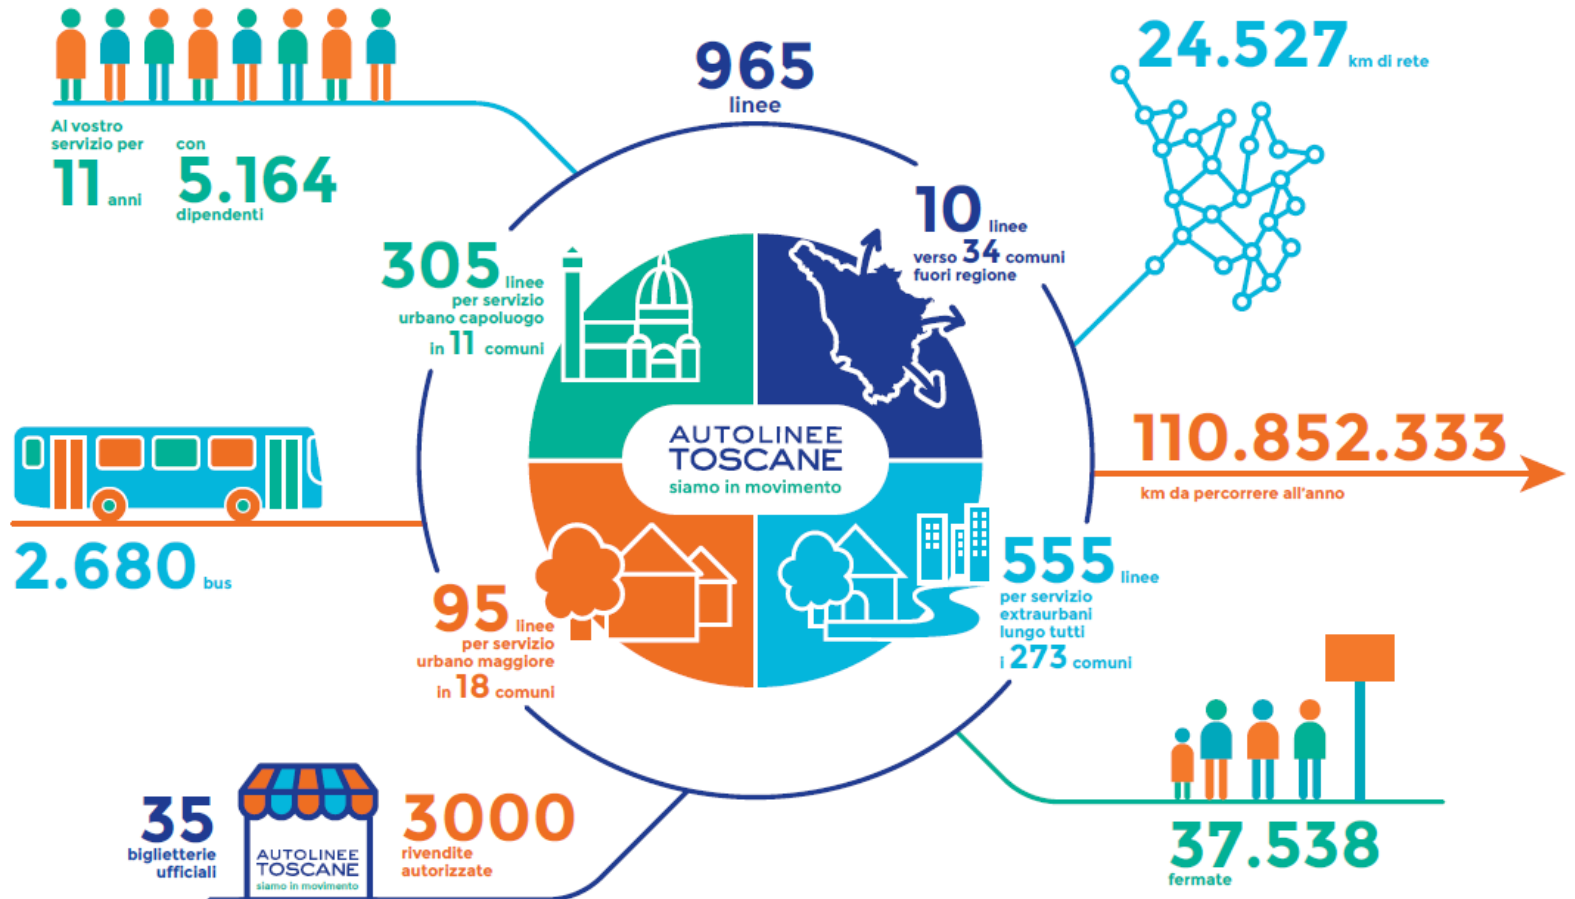 Al vostro
servizio per
11 anni
con
5.164
dipendenti
965
linee
24.527 km di rete
305 linee
per servizio
urbano capoluogo
in 11 comuni
10 linee
verso 34 comuni
fuori regione
AUTOLINEE
TOSCANE
siamo in movimento
110.852.333
km da percorrere all'anno
2.680 bus
95 linee
per servizio
urbano maggiore
in 18 comuni
555 linee
per servizio
extraurbani
lungo tutti
i 273 comuni
35
biglietterie
ufficiali
AUTOLINEE
TOSCANE
siamo in movimento
3000
rivendite
autorizzate
37.538
fermate